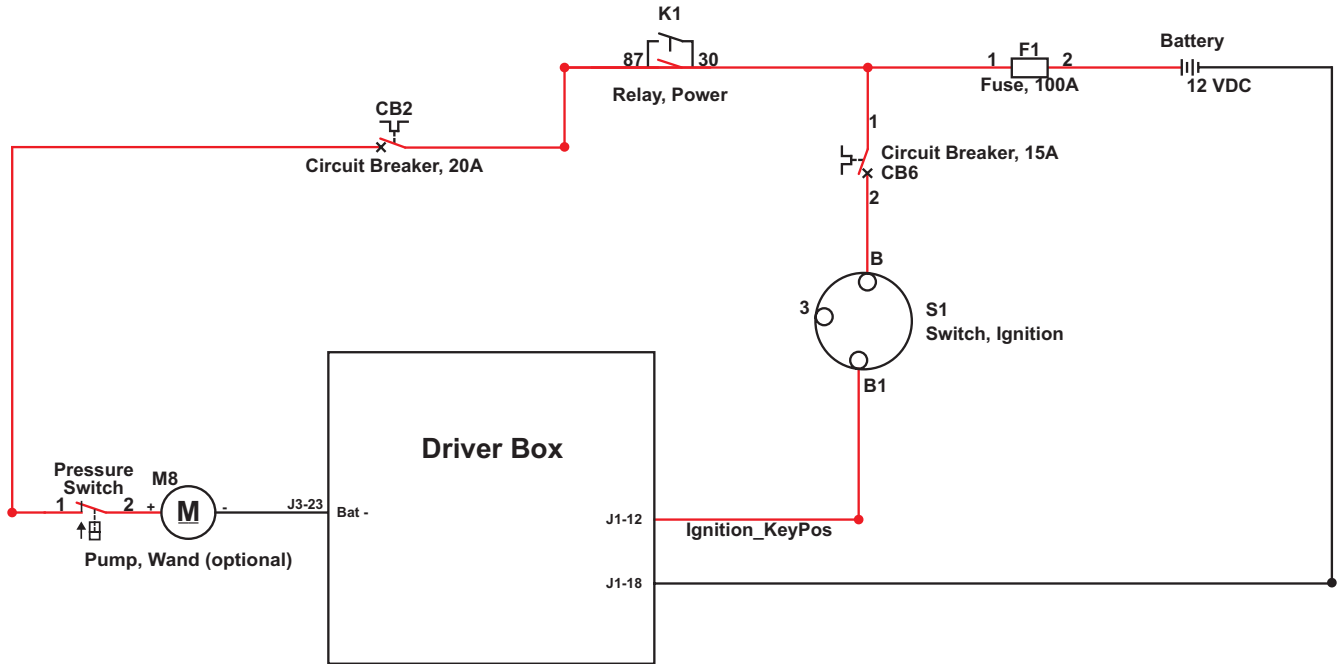 K1
87
30
Relay, Power
F1
1
2
Fuse, 100A
Battery
12 VDC
CB2
Circuit Breaker, 20A
1
Circuit Breaker, 15A
CB6
2
B
3
S1
Switch, Ignition
B1
Driver Box
Pressure
Switch
1
2
M8
+
M
-
Pump, Wand (optional)
J3-23
Bat -
J1-12
Ignition_KeyPos
J1-18